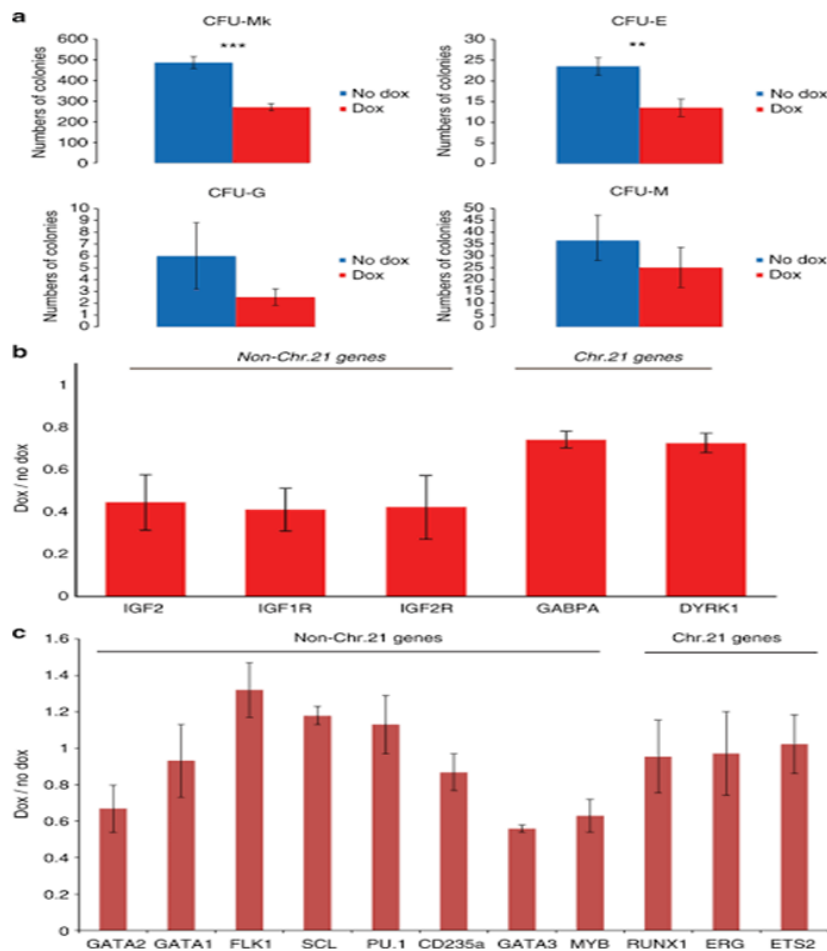 a
CFU-Mk
Numbers of colonies
600
500
400
300
200
100
0
***
No dox
Dox
CFU-E
Numbers of colonies
30
25
20
15
10
5
0
**
No dox
Dox
CFU-G
Numbers of colonies
10
9
8
7
6
5
4
3
2
1
0
No dox
Dox
CFU-M
Numbers of colonies
50
45
40
35
30
25
20
15
10
5
0
No dox
Dox
b
Non-Chr.21 genes
Chr.21 genes
Dox / no dox
1
0.8
0.6
0.4
0.2
0
IGF2 IGF1R IGF2R GABPA DYRK1
c
Non-Chr.21 genes
Chr.21 genes
Dox / no dox
1.6
1.4
1.2
1
0.8
0.6
0.4
0.2
0
GATA2 GATA1 FLK1 SCL PU.1 CD235a GATA3 MYB RUNX1 ERG ETS2